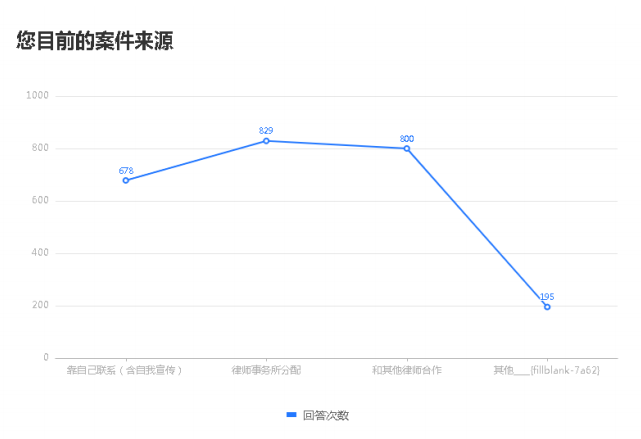 您目前的案件来源
1000
800
600
400
200
0
678
829
800
195
靠自己联系（含自我宣传）
律师事务所分配
和其他律师合作
其他___{fillblank-7a62}
回答次数